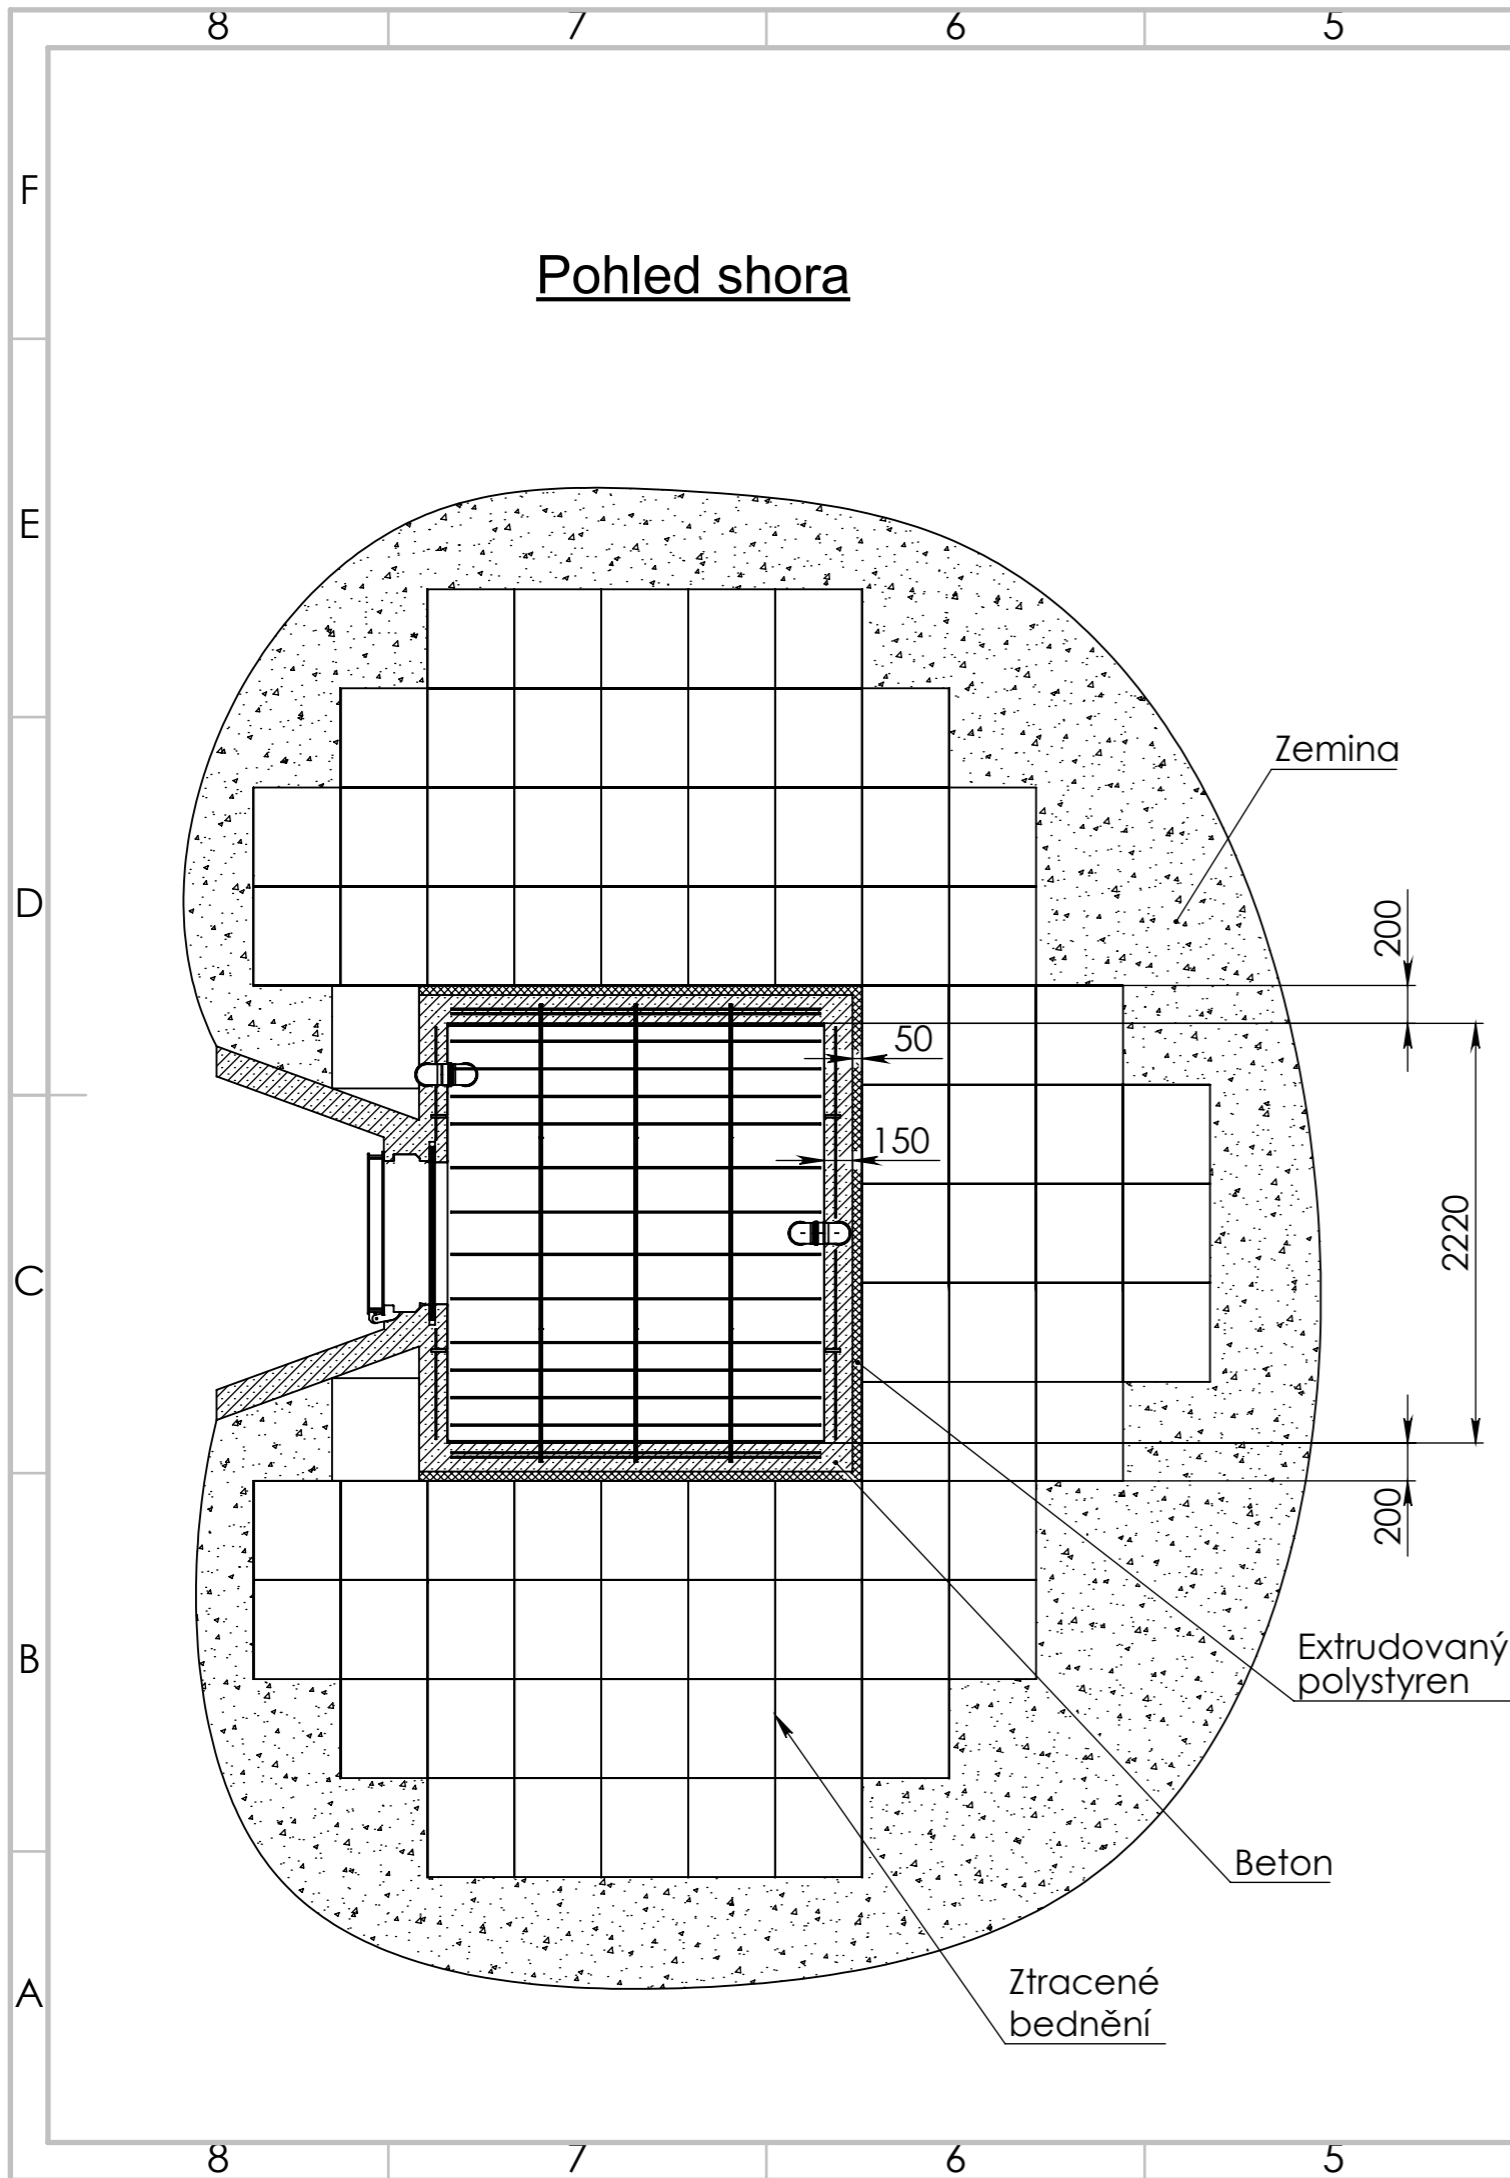 8 7 6 5
F
Pohled shora
E
Zemina
D
200
50
150
2220
C
200
B
Extrudovaný
polystyren
Beton
Ztracené
bednění
A
8 7 6 5